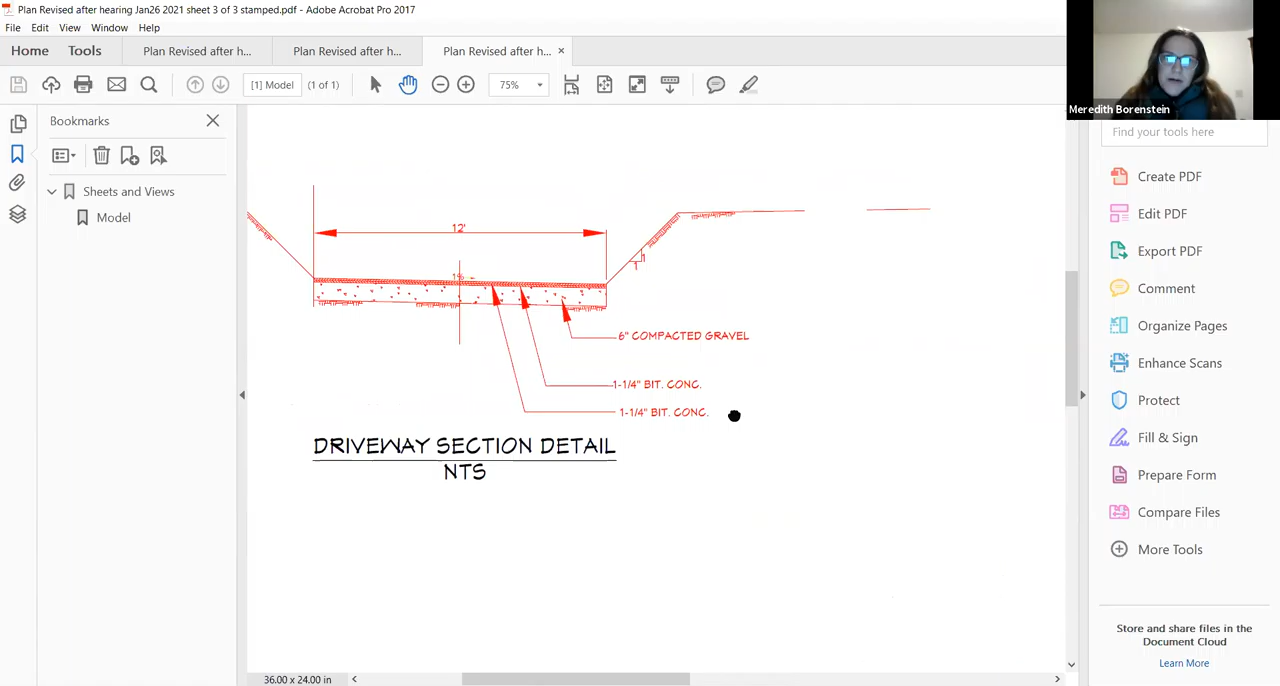 Plan Revised after hearing Jan26 2021 sheet 3 of 3 stamped.pdf - Adobe Acrobat Pro 2017
File Edit View Window Help
Home Tools Plan Revised after h... Plan Revised after h... Plan Revised after h... ×
[1] Model (1 of 1) 75%
Meredith Borenstein
Bookmarks
Sheets and Views
Model
12'
1%
1
1
6" COMPACTED GRAVEL
1-1/4" BIT. CONC.
1-1/4" BIT. CONC.
DRIVEWAY SECTION DETAIL
NTS
36.00 x 24.00 in
Find your tools here
Create PDF
Edit PDF
Export PDF
Comment
Organize Pages
Enhance Scans
Protect
Fill & Sign
Prepare Form
Compare Files
More Tools
Store and share files in the
Document Cloud
Learn More